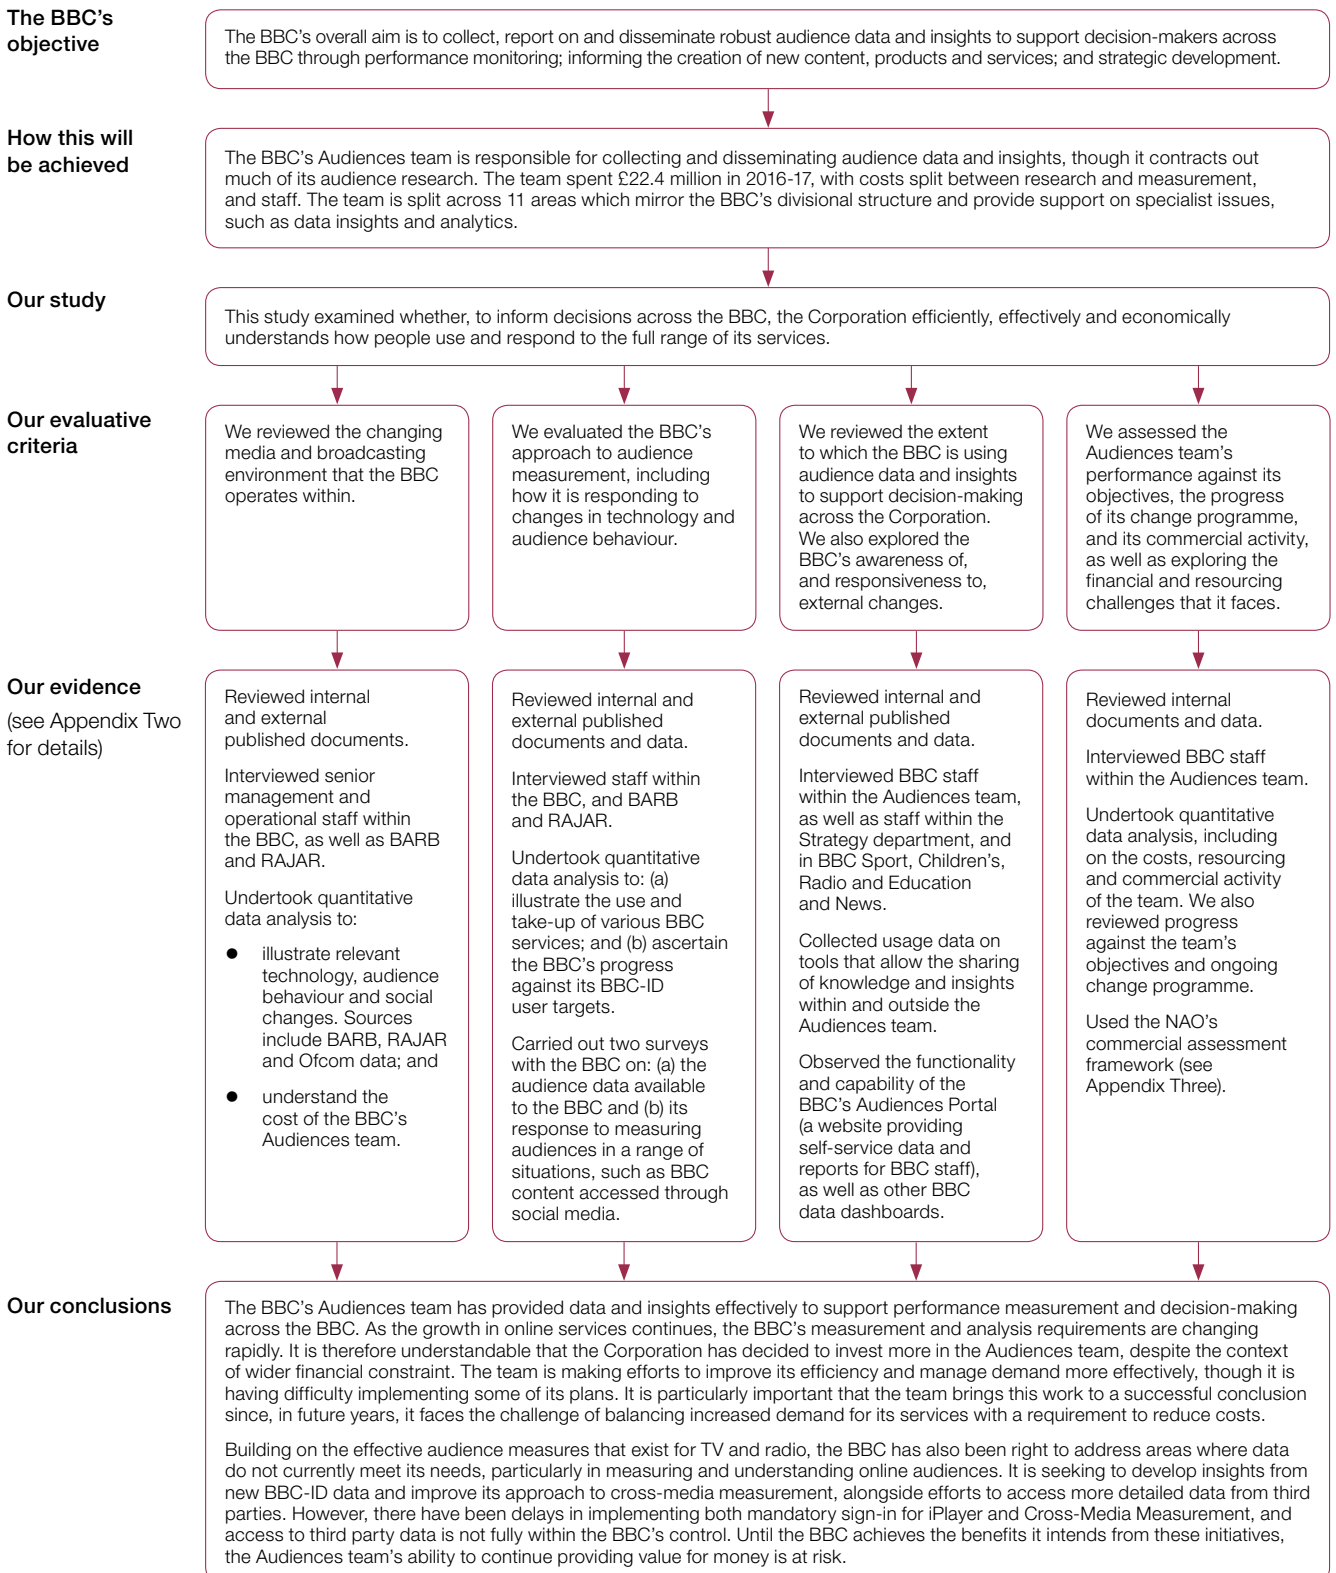 The BBC's
objective
The BBC's overall aim is to collect, report on and disseminate robust audience data and insights to support decision-makers across
the BBC through performance monitoring; informing the creation of new content, products and services; and strategic development.
How this will
be achieved
The BBC's Audiences team is responsible for collecting and disseminating audience data and insights, though it contracts out
much of its audience research. The team spent £22.4 million in 2016-17, with costs split between research and measurement,
and staff. The team is split across 11 areas which mirror the BBC's divisional structure and provide support on specialist issues,
such as data insights and analytics.
Our study
This study examined whether, to inform decisions across the BBC, the Corporation efficiently, effectively and economically
understands how people use and respond to the full range of its services.
Our evaluative
criteria
We reviewed the changing
media and broadcasting
environment that the BBC
operates within.
We evaluated the BBC's
approach to audience
measurement, including
how it is responding to
changes in technology and
audience behaviour.
We reviewed the extent
to which the BBC is using
audience data and insights
to support decision-making
across the Corporation.
We also explored the
BBC's awareness of,
and responsiveness to,
external changes.
We assessed the
Audiences team's
performance against its
objectives, the progress
of its change programme,
and its commercial activity,
as well as exploring the
financial and resourcing
challenges that it faces.
Our evidence
(see Appendix Two
for details)
Reviewed internal
and external
published documents.
Interviewed senior
management and
operational staff within
the BBC, as well as BARB
and RAJAR.
Undertook quantitative
data analysis to:
● illustrate relevant
technology, audience
behaviour and social
changes. Sources
include BARB, RAJAR
and Ofcom data; and
● understand the
cost of the BBC's
Audiences team.
Reviewed internal and
external published
documents and data.
Interviewed staff within
the BBC, and BARB
and RAJAR.
Undertook quantitative
data analysis to: (a)
illustrate the use and
take-up of various BBC
services; and (b) ascertain
the BBC's progress
against its BBC-ID
user targets.
Carried out two surveys
with the BBC on: (a) the
audience data available
to the BBC and (b) its
response to measuring
audiences in a range of
situations, such as BBC
content accessed through
social media.
Reviewed internal and
external published
documents and data.
Interviewed BBC staff
within the Audiences team,
as well as staff within the
Strategy department, and
in BBC Sport, Children's,
Radio and Education
and News.
Collected usage data on
tools that allow the sharing
of knowledge and insights
within and outside the
Audiences team.
Observed the functionality
and capability of the
BBC's Audiences Portal
(a website providing
self-service data and
reports for BBC staff),
as well as other BBC
data dashboards.
Reviewed internal
documents and data.
Interviewed BBC staff
within the Audiences team.
Undertook quantitative
data analysis, including
on the costs, resourcing
and commercial activity
of the team. We also
reviewed progress
against the team's
objectives and ongoing
change programme.
Used the NAO's
commercial assessment
framework (see
Appendix Three).
Our conclusions
The BBC's Audiences team has provided data and insights effectively to support performance measurement and decision-making
across the BBC. As the growth in online services continues, the BBC's measurement and analysis requirements are changing
rapidly. It is therefore understandable that the Corporation has decided to invest more in the Audiences team, despite the context
of wider financial constraint. The team is making efforts to improve its efficiency and manage demand more effectively, though it is
having difficulty implementing some of its plans. It is particularly important that the team brings this work to a successful conclusion
since, in future years, it faces the challenge of balancing increased demand for its services with a requirement to reduce costs.
Building on the effective audience measures that exist for TV and radio, the BBC has also been right to address areas where data
do not currently meet its needs, particularly in measuring and understanding online audiences. It is seeking to develop insights from
new BBC-ID data and improve its approach to cross-media measurement, alongside efforts to access more detailed data from third
parties. However, there have been delays in implementing both mandatory sign-in for iPlayer and Cross-Media Measurement, and
access to third party data is not fully within the BBC's control. Until the BBC achieves the benefits it intends from these initiatives,
the Audiences team's ability to continue providing value for money is at risk.